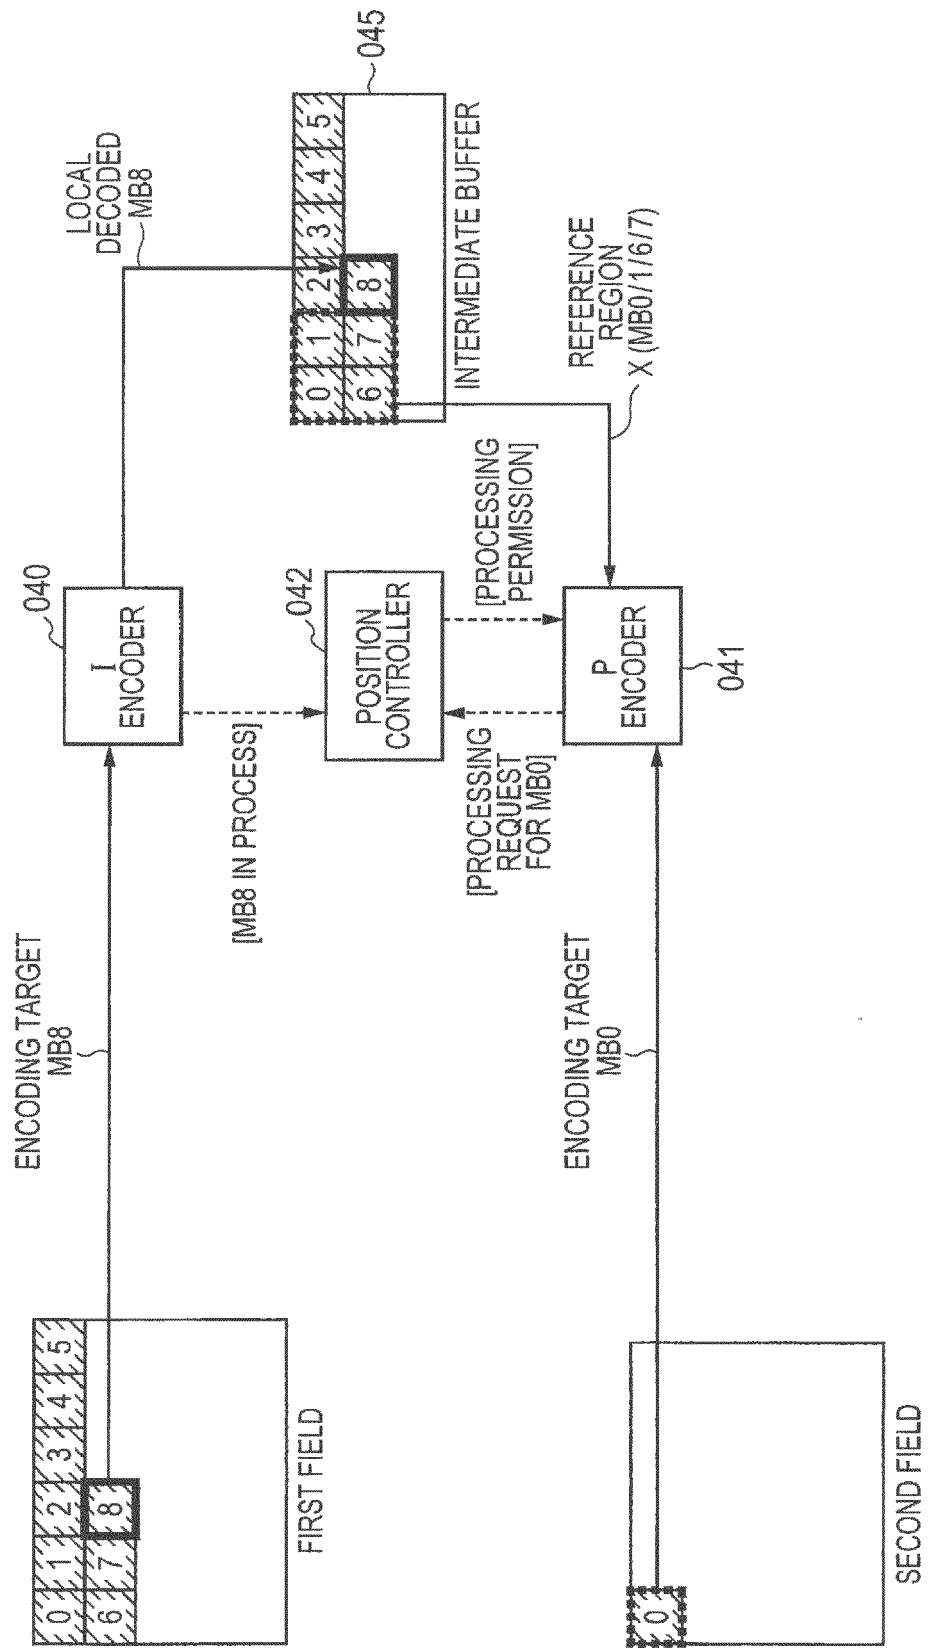 0 1 2 3 4 5
6 7 8
FIRST FIELD
ENCODING TARGET
MB8
I
ENCODER
040
LOCAL
DECODED
MB8
[MB8 IN PROCESS]
POSITION
CONTROLLER
042
0 1 2 3 4 5
6 7 8
045
INTERMEDIATE BUFFER
[PROCESSING
REQUEST
FOR MB0]
[PROCESSING
PERMISSION]
REFERENCE
REGION
X (MB0/1/6/7)
0
SECOND FIELD
ENCODING TARGET
MB0
P
ENCODER
041